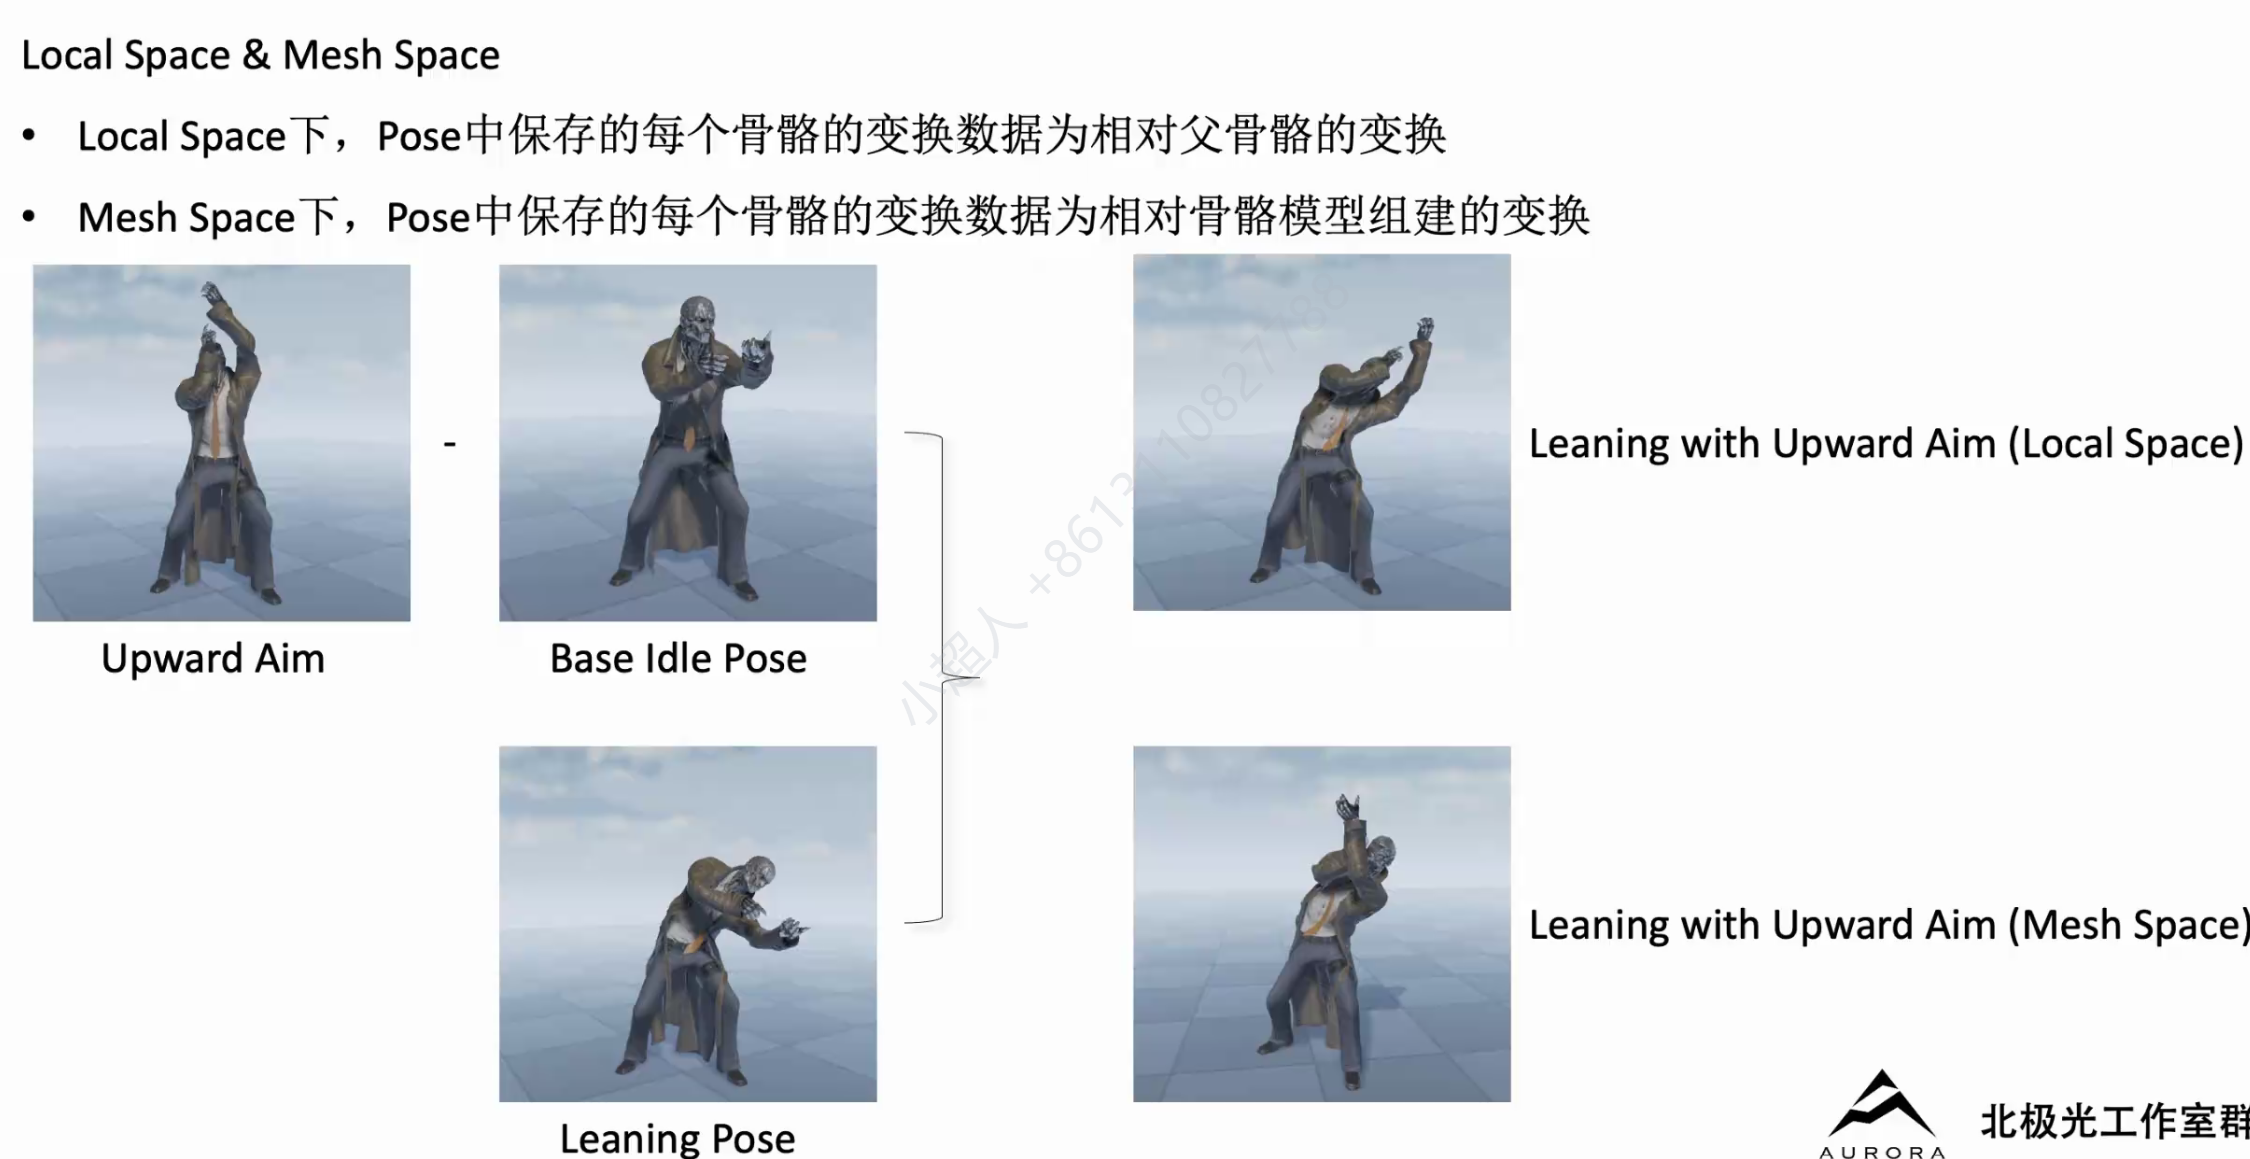 Local Space & Mesh Space
• Local Space下，Pose中保存的每个骨骼的变换数据为相对父骨骼的变换
• Mesh Space下，Pose中保存的每个骨骼的变换数据为相对骨骼模型组建的变换
-
Leaning with Upward Aim (Local Space)
Upward Aim
Base Idle Pose
小超人 +8613110827788
Leaning with Upward Aim (Mesh Space)
Leaning Pose
AURORA
北极光工作室群